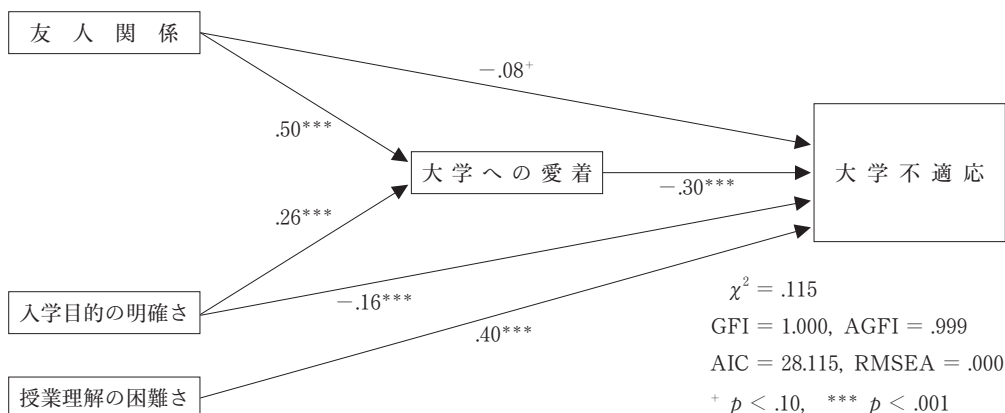 友人関係
−.08⁺
.50***
大学への愛着
−.30***
大学不適応
.26***
入学目的の明確さ
−.16***
.40***
授業理解の困難さ
χ² = .115
GFI = 1.000, AGFI = .999
AIC = 28.115, RMSEA = .000
⁺ p < .10, *** p < .001